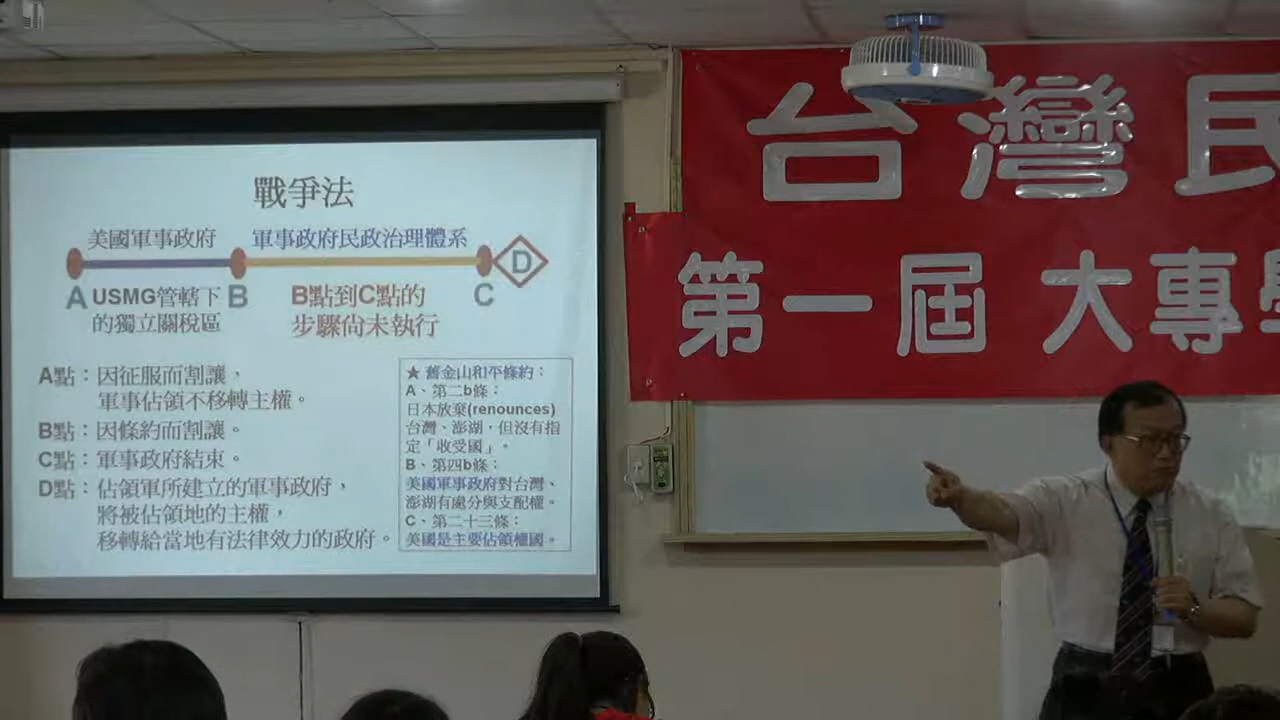 戰爭法
美國軍事政府
軍事政府民政治理體系
D
A
USMG管轄下
的獨立關稅區
B
B點到C點的
步驟尚未執行
C
A點：因征服而割讓、
軍事佔領不移轉主權。
B點：因條約而割讓。
C點：軍事政府結束。
D點：佔領軍所建立的軍事政府，
將被佔領地的主權，
移轉給當地有法律效力的政府。
★ 舊金山和平條約：
A、第二b條：
日本放棄(renounces)
台灣、澎湖，但沒有指
定「收受國」。
B、第四b條：
美國軍事政府對台灣、
澎湖有處分與支配權。
C、第二十三條：
美國是主要佔領權國。
台灣民
第一屆 大專